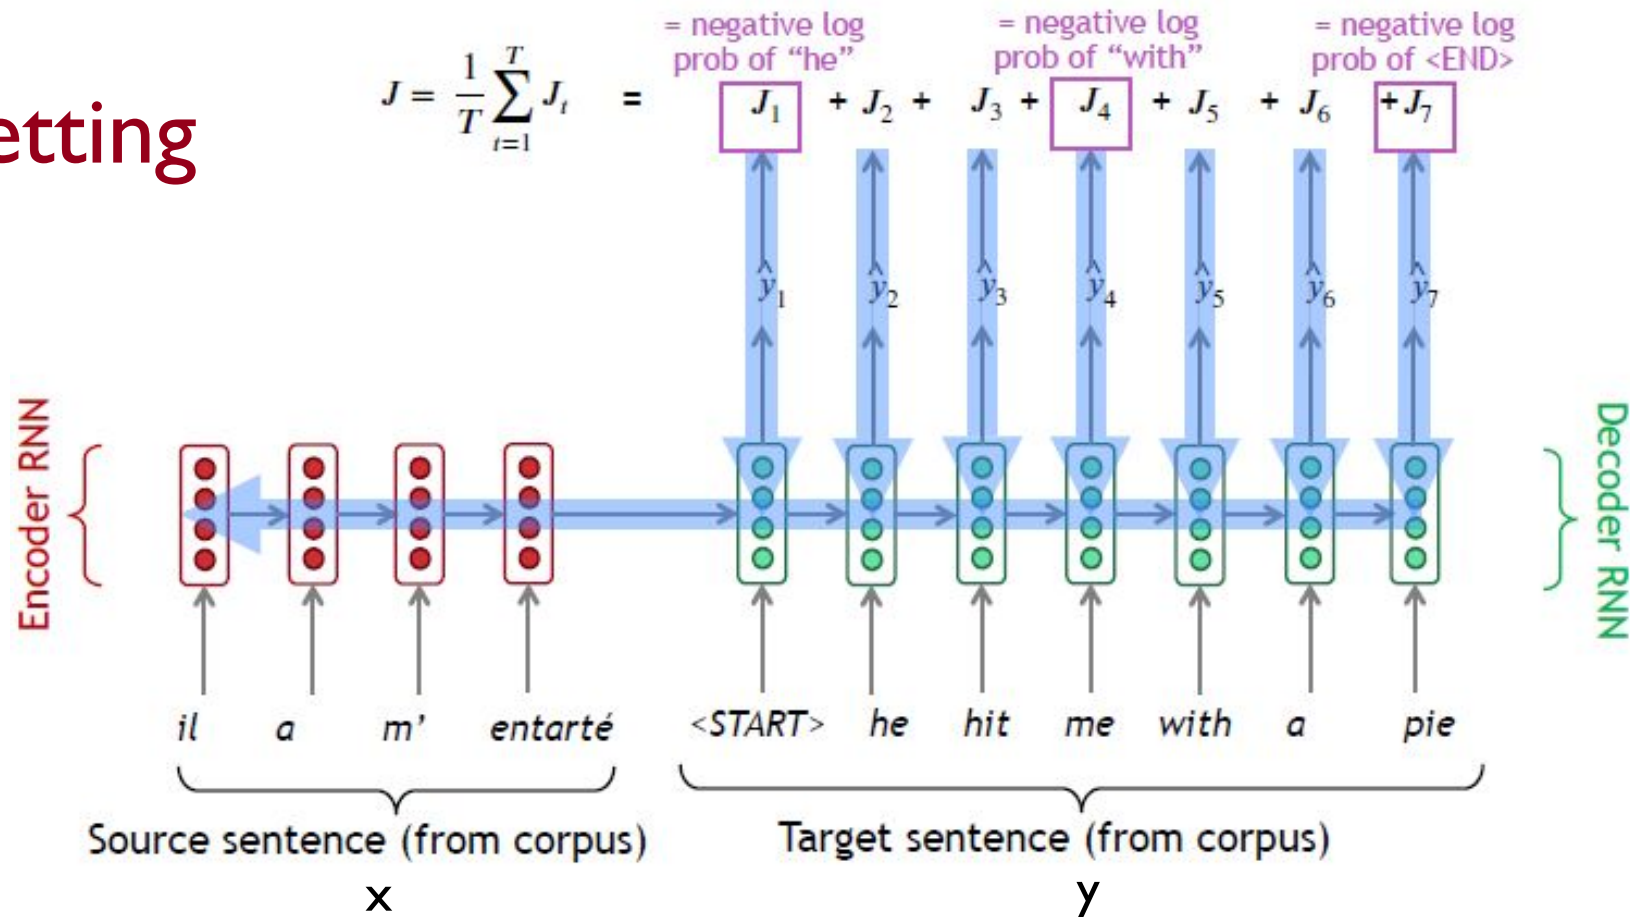 = negative log
prob of “he”
= negative log
prob of “with”
= negative log
prob of <END>
J = 1/T ∑_{t=1}^{T} J_t = J_1 + J_2 + J_3 + J_4 + J_5 + J_6 + J_7
etting
ŷ_1 ŷ_2 ŷ_3 ŷ_4 ŷ_5 ŷ_6 ŷ_7
Encoder RNN
Decoder RNN
il a m’ entarté <START> he hit me with a pie
Source sentence (from corpus)
Target sentence (from corpus)
x
y